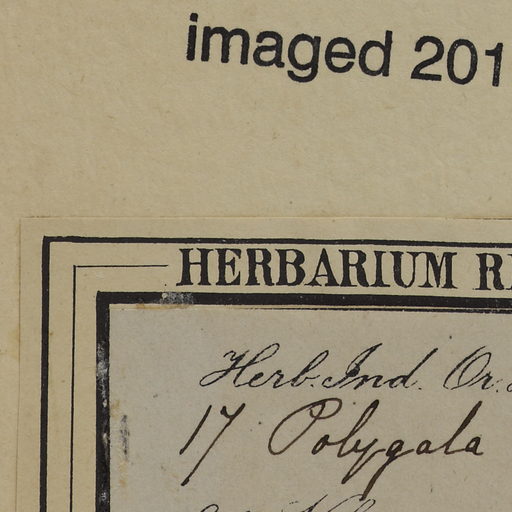 imaged 201
HERBARIUM
Herb. Ind. Or.
17 Polygala